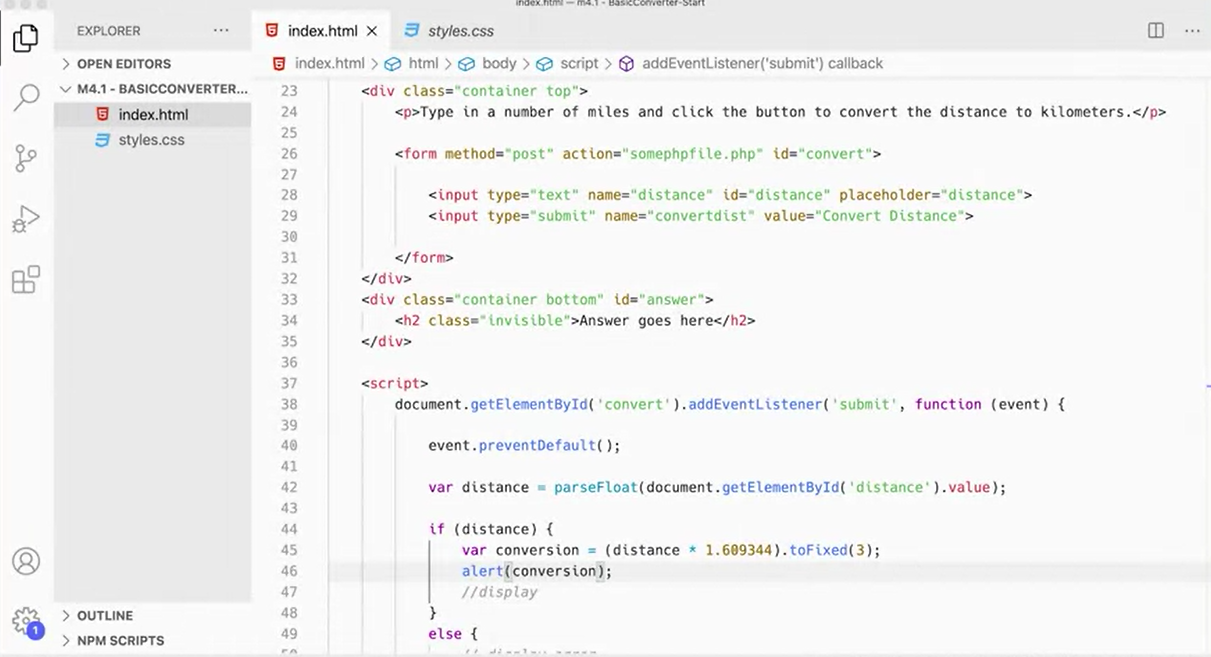 index.html — m4.1 - BasicConverter-Start
EXPLORER
OPEN EDITORS
M4.1 - BASICCONVERTER...
index.html
styles.css
OUTLINE
NPM SCRIPTS
1
index.html
styles.css
index.html > html > body > script > addEventListener('submit') callback
23 <div class="container top">
24 <p>Type in a number of miles and click the button to convert the distance to kilometers.</p>
25
26 <form method="post" action="somephpfile.php" id="convert">
27
28 <input type="text" name="distance" id="distance" placeholder="distance">
29 <input type="submit" name="convertdist" value="Convert Distance">
30
31 </form>
32 </div>
33 <div class="container bottom" id="answer">
34 <h2 class="invisible">Answer goes here</h2>
35 </div>
36
37 <script>
38 document.getElementById('convert').addEventListener('submit', function (event) {
39
40 event.preventDefault();
41
42 var distance = parseFloat(document.getElementById('distance').value);
43
44 if (distance) {
45 var conversion = (distance * 1.609344).toFixed(3);
46 alert(conversion);
47 //display
48 }
49 else {